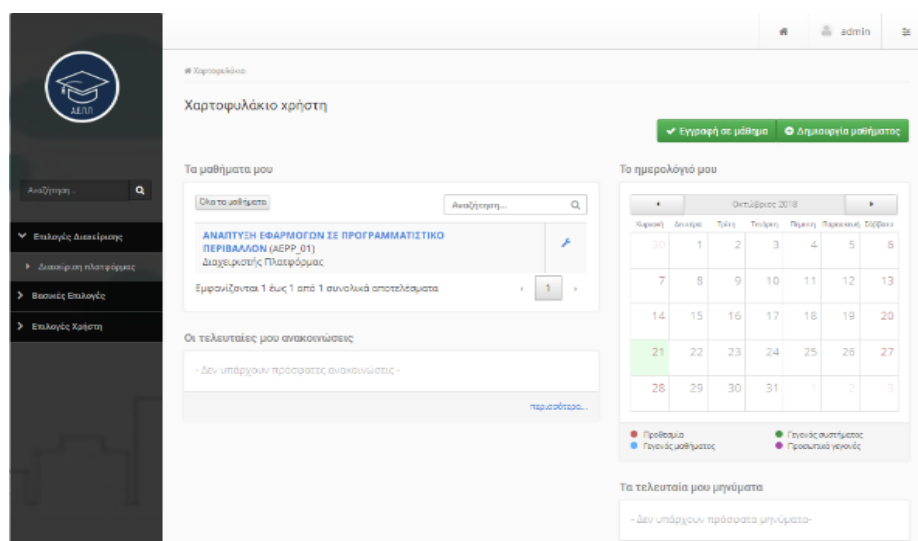 admin
Χαρτοφυλάκιο
Χαρτοφυλάκιο χρήστη
Εγγραφή σε μάθημα
Δημιουργία μαθήματος
ΑΕΠΠ
Αναζήτηση...
Επιλογές Διαχείρισης
Διαχείριση πλατφόρμας
Βασικές Επιλογές
Επιλογές Χρήστη
Τα μαθήματα μου
Όλα τα μαθήματα
Αναζήτηση...
ΑΝΑΠΤΥΞΗ ΕΦΑΡΜΟΓΩΝ ΣΕ ΠΡΟΓΡΑΜΜΑΤΙΣΤΙΚΟ
ΠΕΡΙΒΑΛΛΟΝ (AEPP_01)
Διαχειριστής Πλατφόρμας
Εμφανίζονται 1 έως 1 από 1 συνολικά αποτελέσματα
1
Οι τελευταίες μου ανακοινώσεις
- Δεν υπάρχουν πρόσφατες ανακοινώσεις -
περισσότερα...
Το ημερολόγιό μου
Οκτώβριος 2018
Κυριακή Δευτέρα Τρίτη Τετάρτη Πέμπτη Παρασκευή Σάββατο
30 1 2 3 4 5 6
7 8 9 10 11 12 13
14 15 16 17 18 19 20
21 22 23 24 25 26 27
28 29 30 31 1 2 3
Προθεσμία
Γεγονός συστήματος
Γεγονός μαθήματος
Προσωπικό γεγονός
Τα τελευταία μου μηνύματα
- Δεν υπάρχουν πρόσφατα μηνύματα-